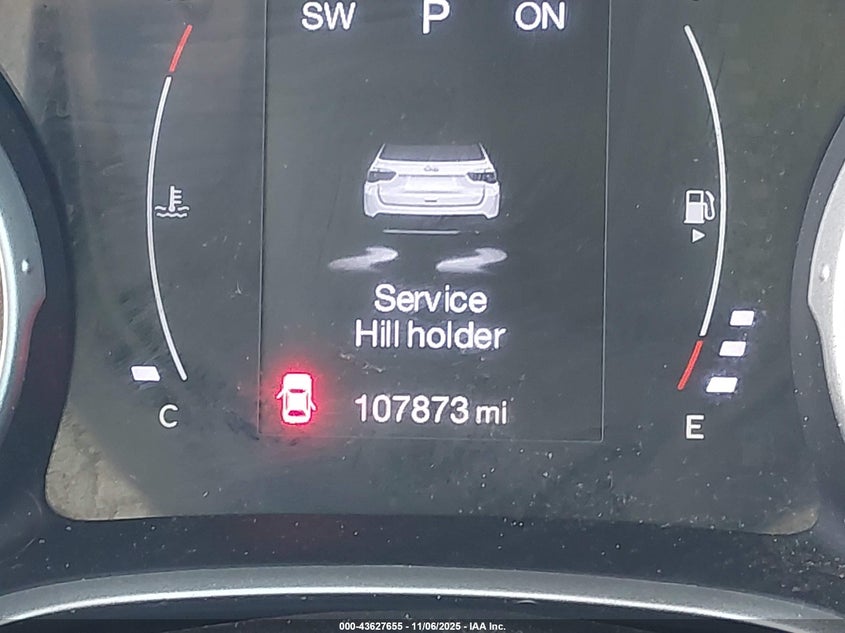 SW P ON
Service
Hill holder
107873 mi
C
E
000-43627655 - 11/06/2025 - IAA Inc.